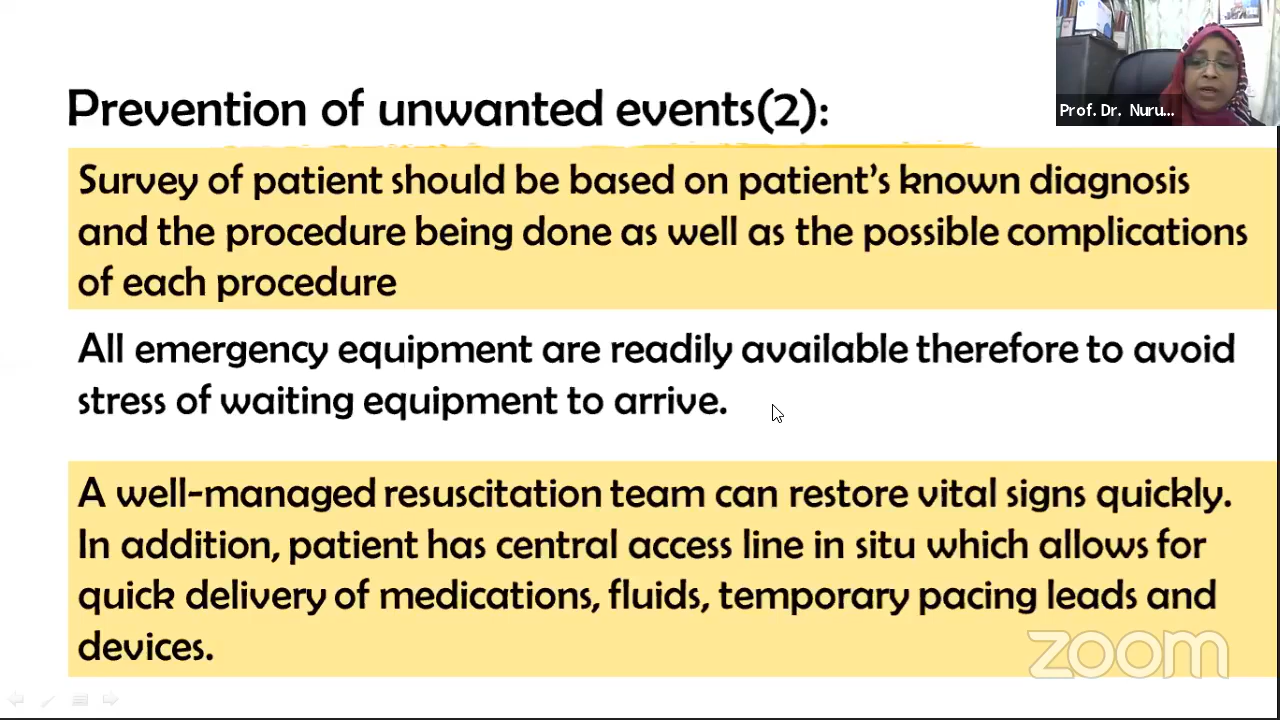 Prof. Dr. Nuru...
Prevention of unwanted events(2):
Survey of patient should be based on patient's known diagnosis
and the procedure being done as well as the possible complications
of each procedure
All emergency equipment are readily available therefore to avoid
stress of waiting equipment to arrive.
A well-managed resuscitation team can restore vital signs quickly.
In addition, patient has central access line in situ which allows for
quick delivery of medications, fluids, temporary pacing leads and
devices.
zoom